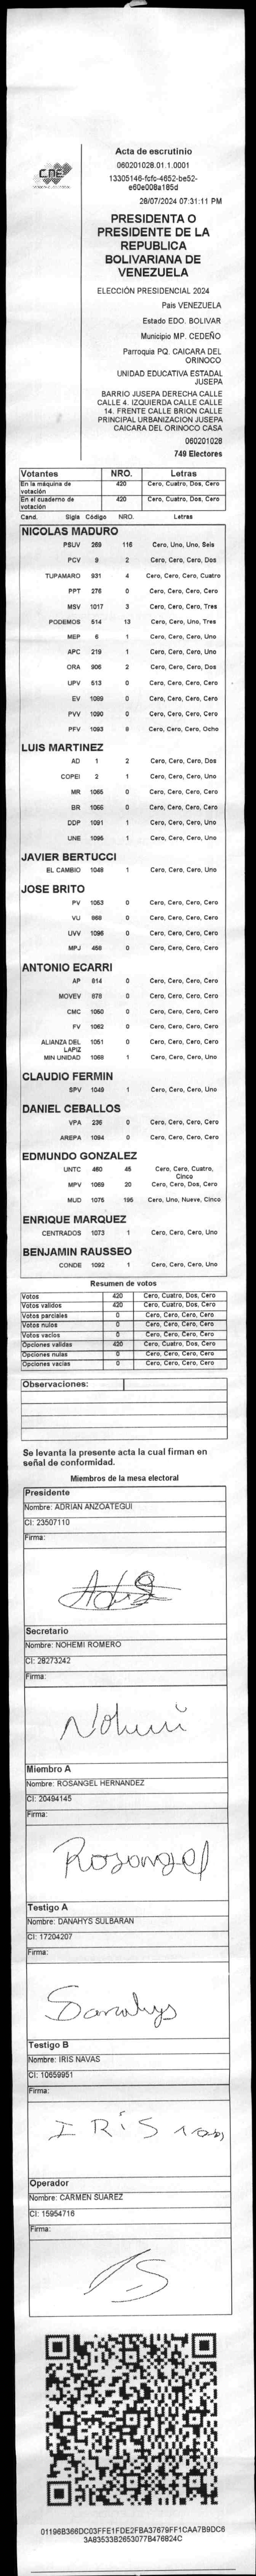 CNE
Acta de escrutinio
060201028.01.1.0001
13305146-fcfc-4652-be52-
e60e008a185d
28/07/2024 07:31:11 PM
PRESIDENTA O
PRESIDENTE DE LA
REPUBLICA
BOLIVARIANA DE
VENEZUELA
ELECCIÓN PRESIDENCIAL 2024
Pais VENEZUELA
Estado EDO. BOLIVAR
Municipio MP. CEDEÑO
Parroquia PQ. CAICARA DEL
ORINOCO
UNIDAD EDUCATIVA ESTADAL
JUSEPA
BARRIO JUSEPA DERECHA CALLE
CALLE 4. IZQUIERDA CALLE CALLE
14. FRENTE CALLE BRION CALLE
PRINCIPAL URBANIZACION JUSEPA
CAICARA DEL ORINOCO CASA
060201028
749 Electores
Votantes NRO. Letras
En la máquina de votación 420 Cero, Cuatro, Dos, Cero
En el cuaderno de votación 420 Cero, Cuatro, Dos, Cero
Cand. Sigla Código NRO. Letras
NICOLAS MADURO
PSUV 269 116 Cero, Uno, Uno, Seis
PCV 9 2 Cero, Cero, Cero, Dos
TUPAMARO 931 4 Cero, Cero, Cero, Cuatro
PPT 276 0 Cero, Cero, Cero, Cero
MSV 1017 3 Cero, Cero, Cero, Tres
PODEMOS 514 13 Cero, Cero, Uno, Tres
MEP 6 1 Cero, Cero, Cero, Uno
APC 219 1 Cero, Cero, Cero, Uno
ORA 906 2 Cero, Cero, Cero, Dos
UPV 513 0 Cero, Cero, Cero, Cero
EV 1089 0 Cero, Cero, Cero, Cero
PVV 1090 0 Cero, Cero, Cero, Cero
PFV 1093 8 Cero, Cero, Cero, Ocho
LUIS MARTINEZ
AD 1 2 Cero, Cero, Cero, Dos
COPEI 2 1 Cero, Cero, Cero, Uno
MR 1065 0 Cero, Cero, Cero, Cero
BR 1066 0 Cero, Cero, Cero, Cero
DDP 1091 1 Cero, Cero, Cero, Uno
UNE 1095 1 Cero, Cero, Cero, Uno
JAVIER BERTUCCI
EL CAMBIO 1048 1 Cero, Cero, Cero, Uno
JOSE BRITO
PV 1053 0 Cero, Cero, Cero, Cero
VU 868 0 Cero, Cero, Cero, Cero
UVV 1096 0 Cero, Cero, Cero, Cero
MPJ 458 0 Cero, Cero, Cero, Cero
ANTONIO ECARRI
AP 814 0 Cero, Cero, Cero, Cero
MOVEV 878 0 Cero, Cero, Cero, Cero
CMC 1050 0 Cero, Cero, Cero, Cero
FV 1062 0 Cero, Cero, Cero, Cero
ALIANZA DEL LAPIZ 1051 0 Cero, Cero, Cero, Cero
MIN UNIDAD 1068 1 Cero, Cero, Cero, Uno
CLAUDIO FERMIN
SPV 1049 1 Cero, Cero, Cero, Uno
DANIEL CEBALLOS
VPA 236 0 Cero, Cero, Cero, Cero
AREPA 1094 0 Cero, Cero, Cero, Cero
EDMUNDO GONZALEZ
UNTC 460 45 Cero, Cero, Cuatro, Cinco
MPV 1069 20 Cero, Cero, Dos, Cero
MUD 1075 195 Cero, Uno, Nueve, Cinco
ENRIQUE MARQUEZ
CENTRADOS 1073 1 Cero, Cero, Cero, Uno
BENJAMIN RAUSSEO
CONDE 1092 1 Cero, Cero, Cero, Uno
Resumen de votos
Votos 420 Cero, Cuatro, Dos, Cero
Votos validos 420 Cero, Cuatro, Dos, Cero
Votos parciales 0 Cero, Cero, Cero, Cero
Votos nulos 0 Cero, Cero, Cero, Cero
Votos vacios 0 Cero, Cero, Cero, Cero
Opciones validas 420 Cero, Cuatro, Dos, Cero
Opciones nulas 0 Cero, Cero, Cero, Cero
Opciones vacias 0 Cero, Cero, Cero, Cero
Observaciones:
Se levanta la presente acta la cual firman en
señal de conformidad.
Miembros de la mesa electoral
Presidente
Nombre: ADRIAN ANZOATEGUI
CI: 23507110
Firma:
Secretario
Nombre: NOHEMI ROMERO
CI: 28273242
Firma:
Nohemi
Miembro A
Nombre: ROSANGEL HERNANDEZ
CI: 20494145
Firma:
Rosangel
Testigo A
Nombre: DANAHYS SULBARAN
CI: 17204207
Firma:
Danahys
Testigo B
Nombre: IRIS NAVAS
CI: 10659951
Firma:
IRIS
Operador
Nombre: CARMEN SUAREZ
CI: 15954716
Firma:
01196B366DC03FFE1FDE2FBA37679FF1CAA7B9DC6
3A83533B2653077B476824C